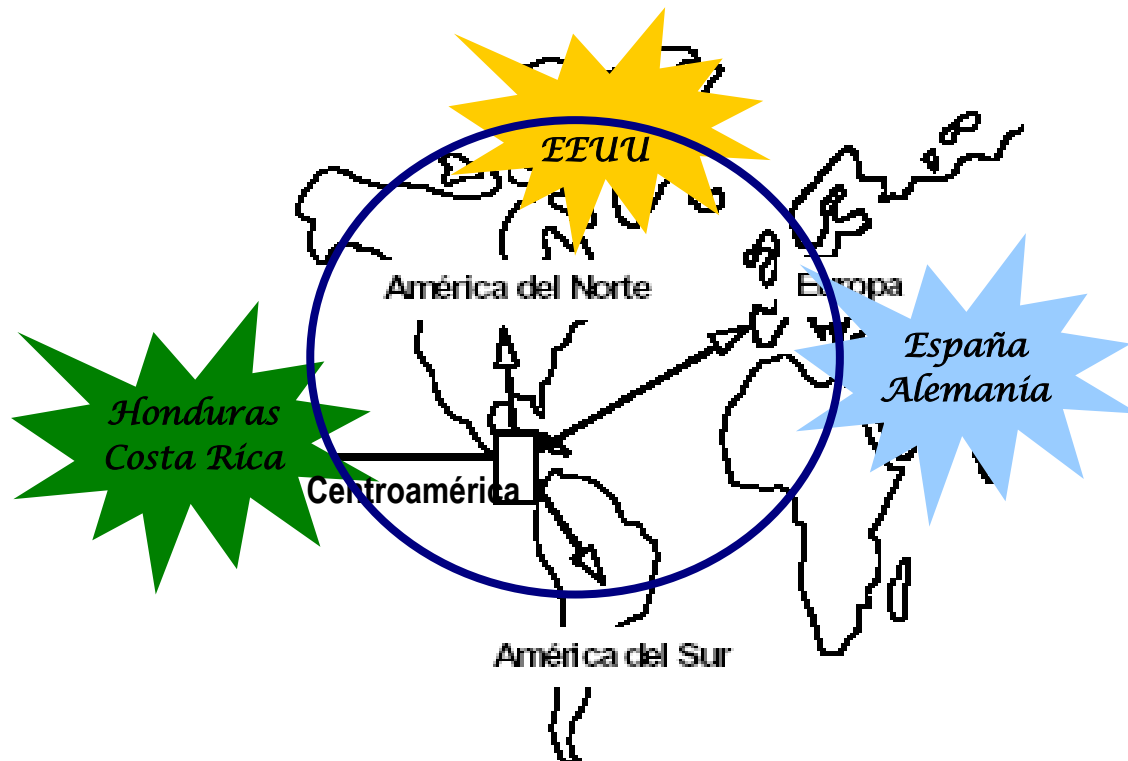 EEUU
América del Norte
Europa
España
Alemania
Honduras
Costa Rica
Centroamérica
América del Sur